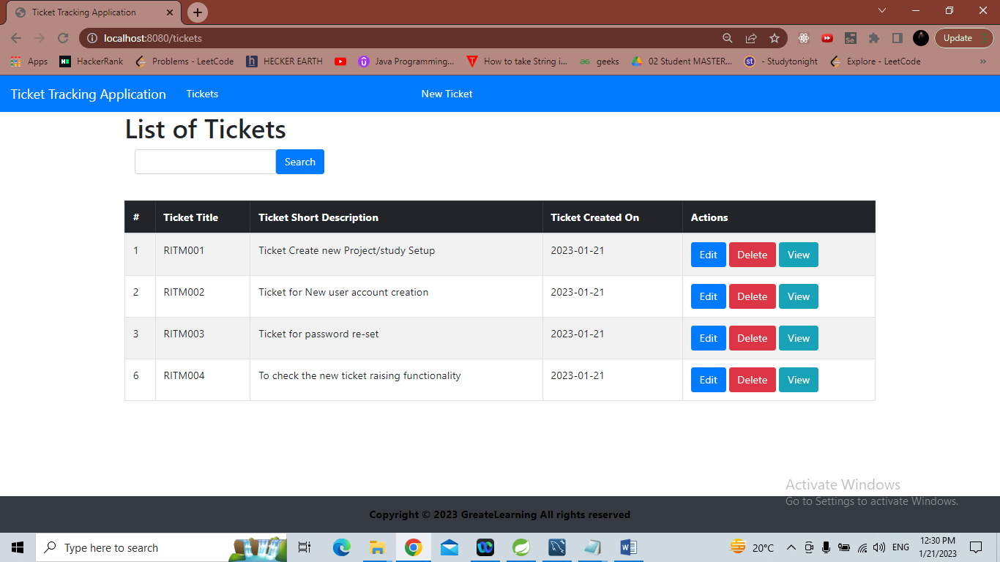 Ticket Tracking Application
localhost:8080/tickets
Update
Apps HackerRank Problems - LeetCode HECKER EARTH Java Programming... How to take String i... geeks 02 Student MASTER... - Studytonight Explore - LeetCode »
Ticket Tracking Application Tickets New Ticket
List of Tickets
Search
# Ticket Title Ticket Short Description Ticket Created On Actions
1 RITM001 Ticket Create new Project/study Setup 2023-01-21 Edit Delete View
2 RITM002 Ticket for New user account creation 2023-01-21 Edit Delete View
3 RITM003 Ticket for password re-set 2023-01-21 Edit Delete View
6 RITM004 To check the new ticket raising functionality 2023-01-21 Edit Delete View
Activate Windows
Go to Settings to activate Windows.
Copyright © 2023 GreateLearning All rights reserved
Type here to search
20°C ENG
12:30 PM
1/21/2023